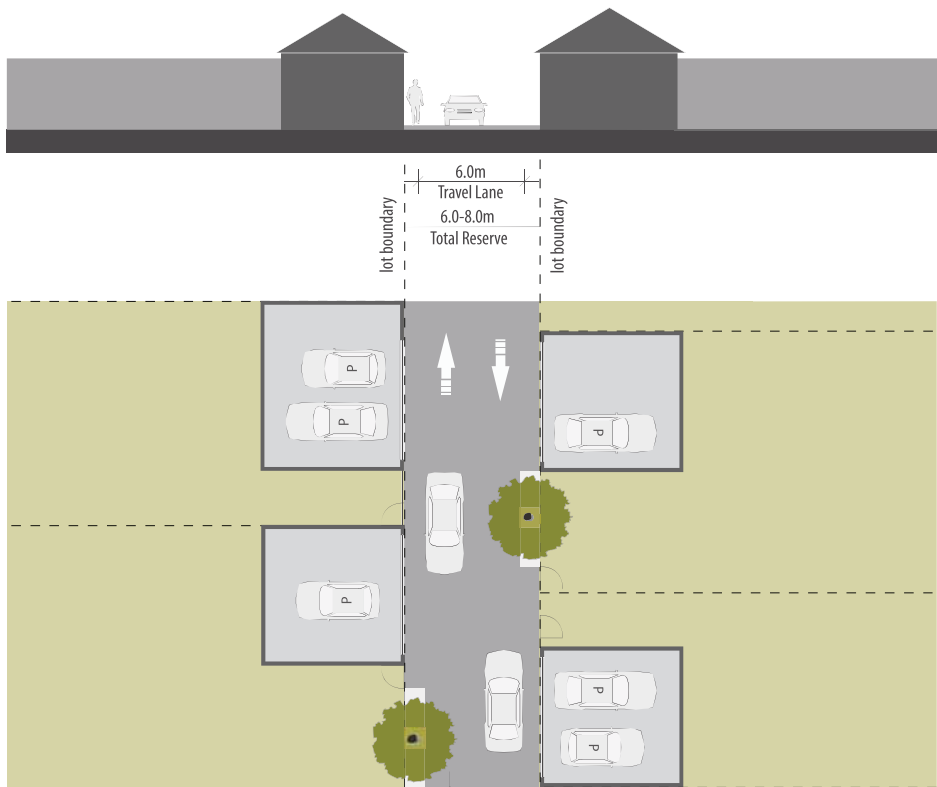 6.0m
Travel Lane
6.0-8.0m
Total Reserve
lot boundary
lot boundary
P
P
P
P
P
P